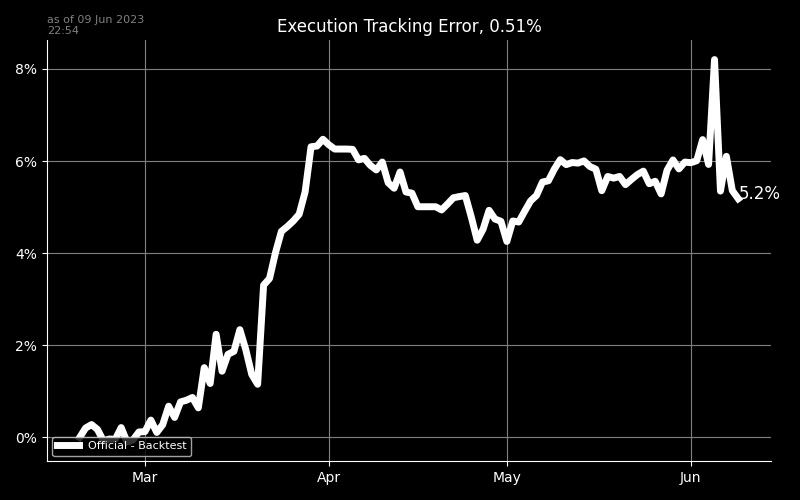 as of 09 Jun 2023
22:54
Execution Tracking Error, 0.51%
8%
6%
5.2%
4%
2%
0%
Official - Backtest
Mar Apr May Jun